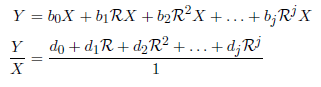 Y = b₀X + b₁ℛX + b₂ℛ²X + … + bⱼℛʲX
Y/X = (d₀ + d₁ℛ + d₂ℛ² + … + dⱼℛʲ)/1